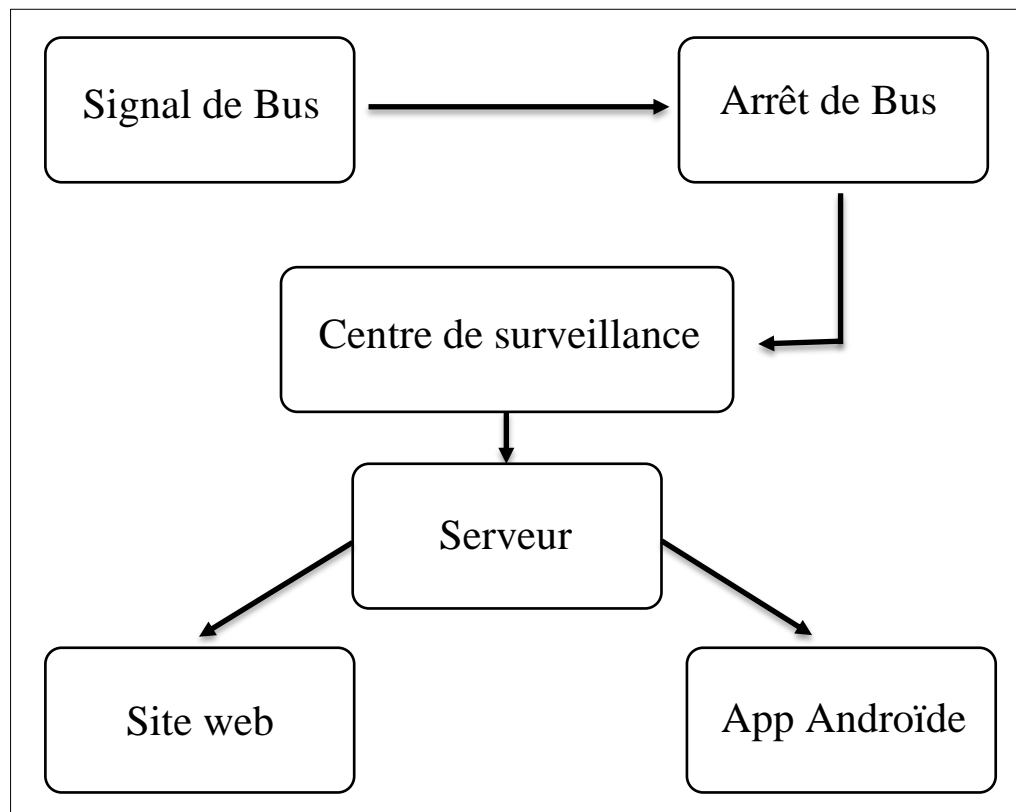 Signal de Bus
Arrêt de Bus
Centre de surveillance
Serveur
Site web
App Androïde